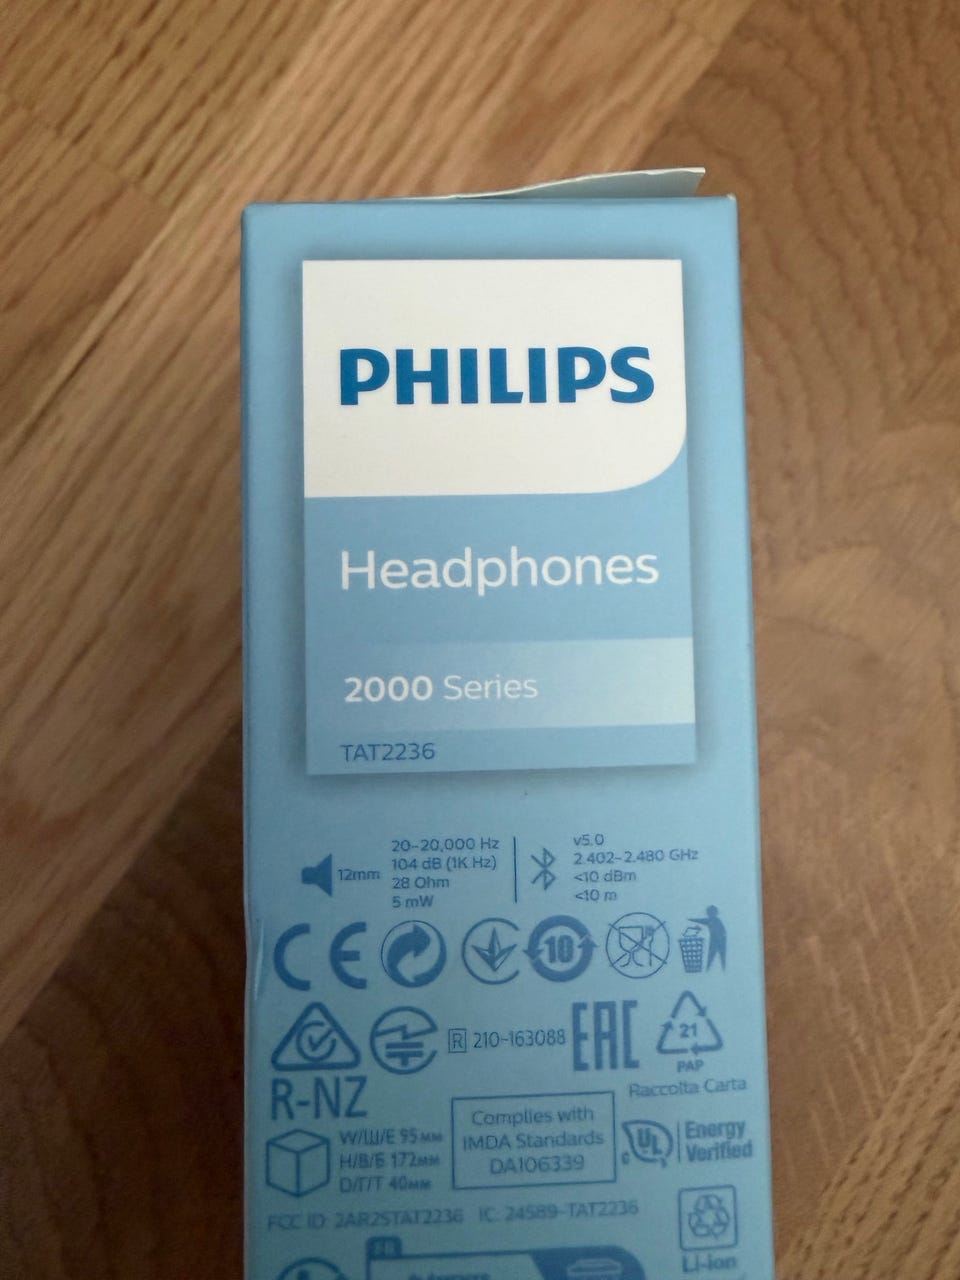 PHILIPS
Headphones
2000 Series
TAT2236
12mm
20-20,000 Hz
104 dB (1K Hz)
28 Ohm
5 mW
v5.0
2.402-2.480 GHz
<10 dBm
<10 m
CE
10
R 210-163088
EAC
21
PAP
Raccolta Carta
R-NZ
W/Ш/Е 95мм
Н/В/Б 172мм
D/Г/Т 40мм
Complies with
IMDA Standards
DA106339
c UL
Energy
Verified
FCC ID: 2AR2STAT2236 IC: 24589-TAT2236
Li-ion
FR